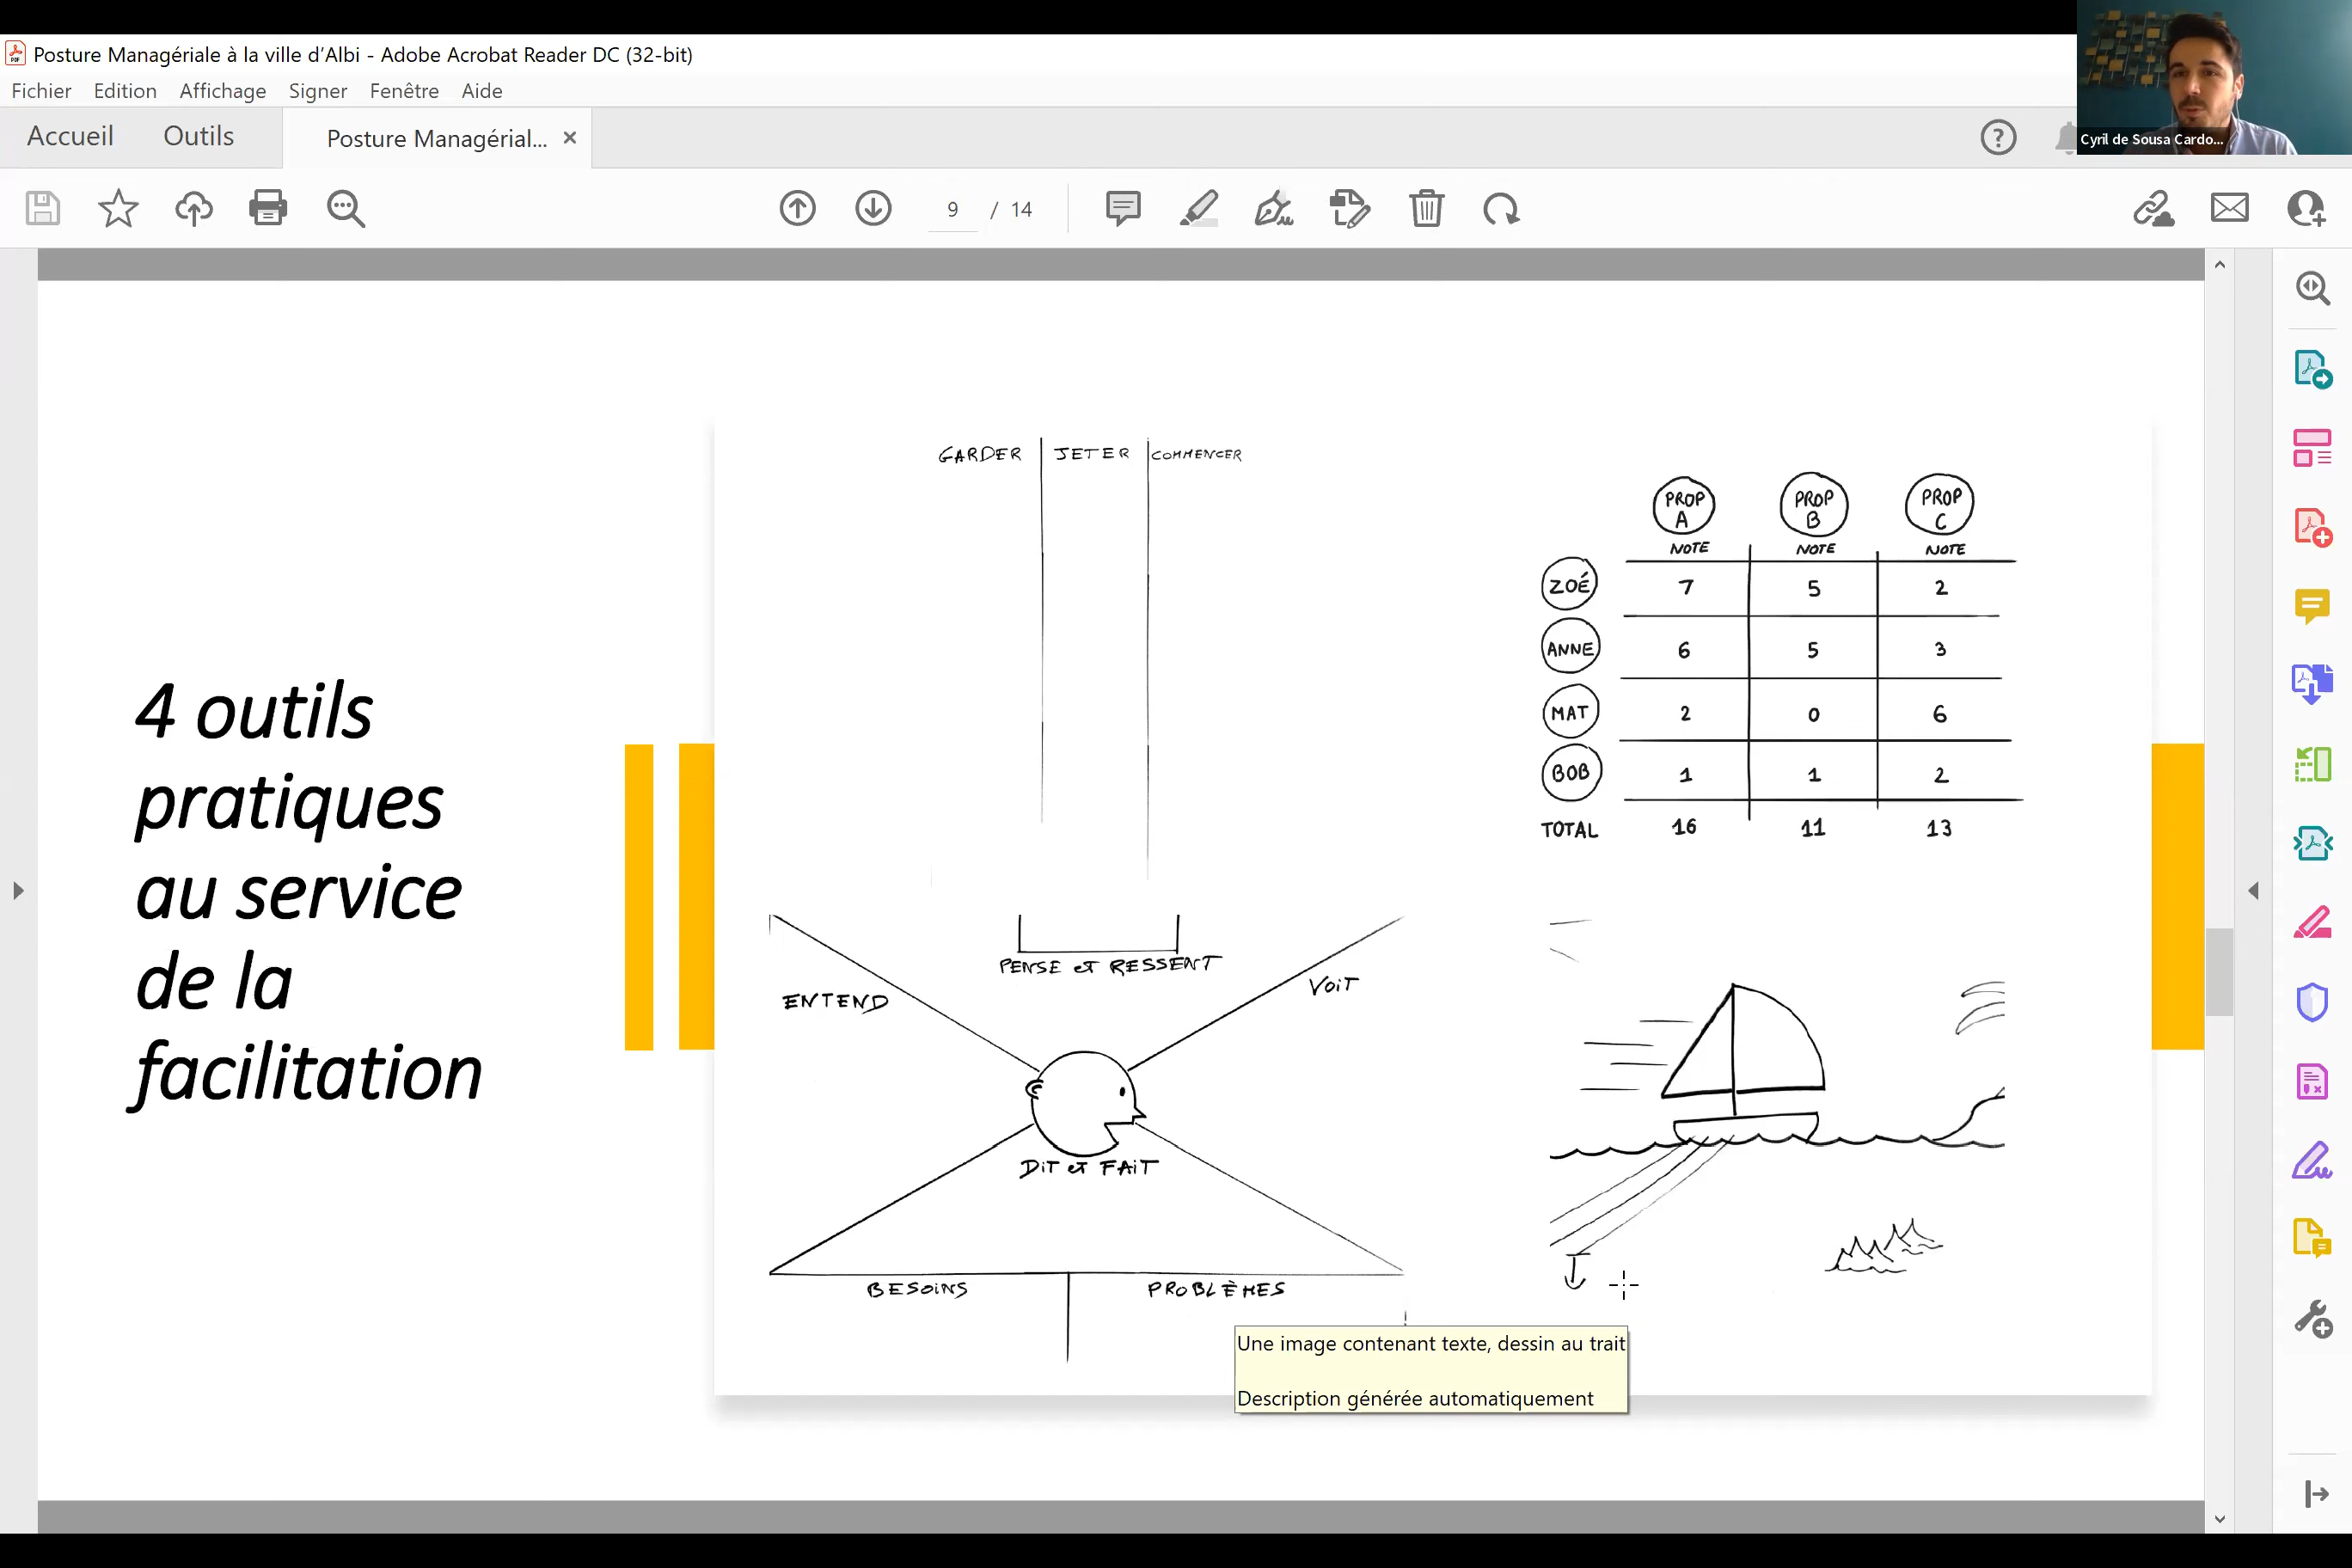 Posture Managériale à la ville d'Albi - Adobe Acrobat Reader DC (32-bit)
Fichier Edition Affichage Signer Fenêtre Aide
Accueil Outils Posture Managérial... ×
Cyril de Sousa Cardo...
9 / 14
4 outils
pratiques
au service
de la
facilitation
GARDER JETER COMMENCER
PROP A PROP B PROP C
NOTE NOTE NOTE
ZOÉ 7 5 2
ANNE 6 5 3
MAT 2 0 6
BOB 1 1 2
TOTAL 16 11 13
PENSE et RESSENT
ENTEND
VOIT
DIT et FAIT
BESOINS PROBLÈMES
Une image contenant texte, dessin au trait
Description générée automatiquement